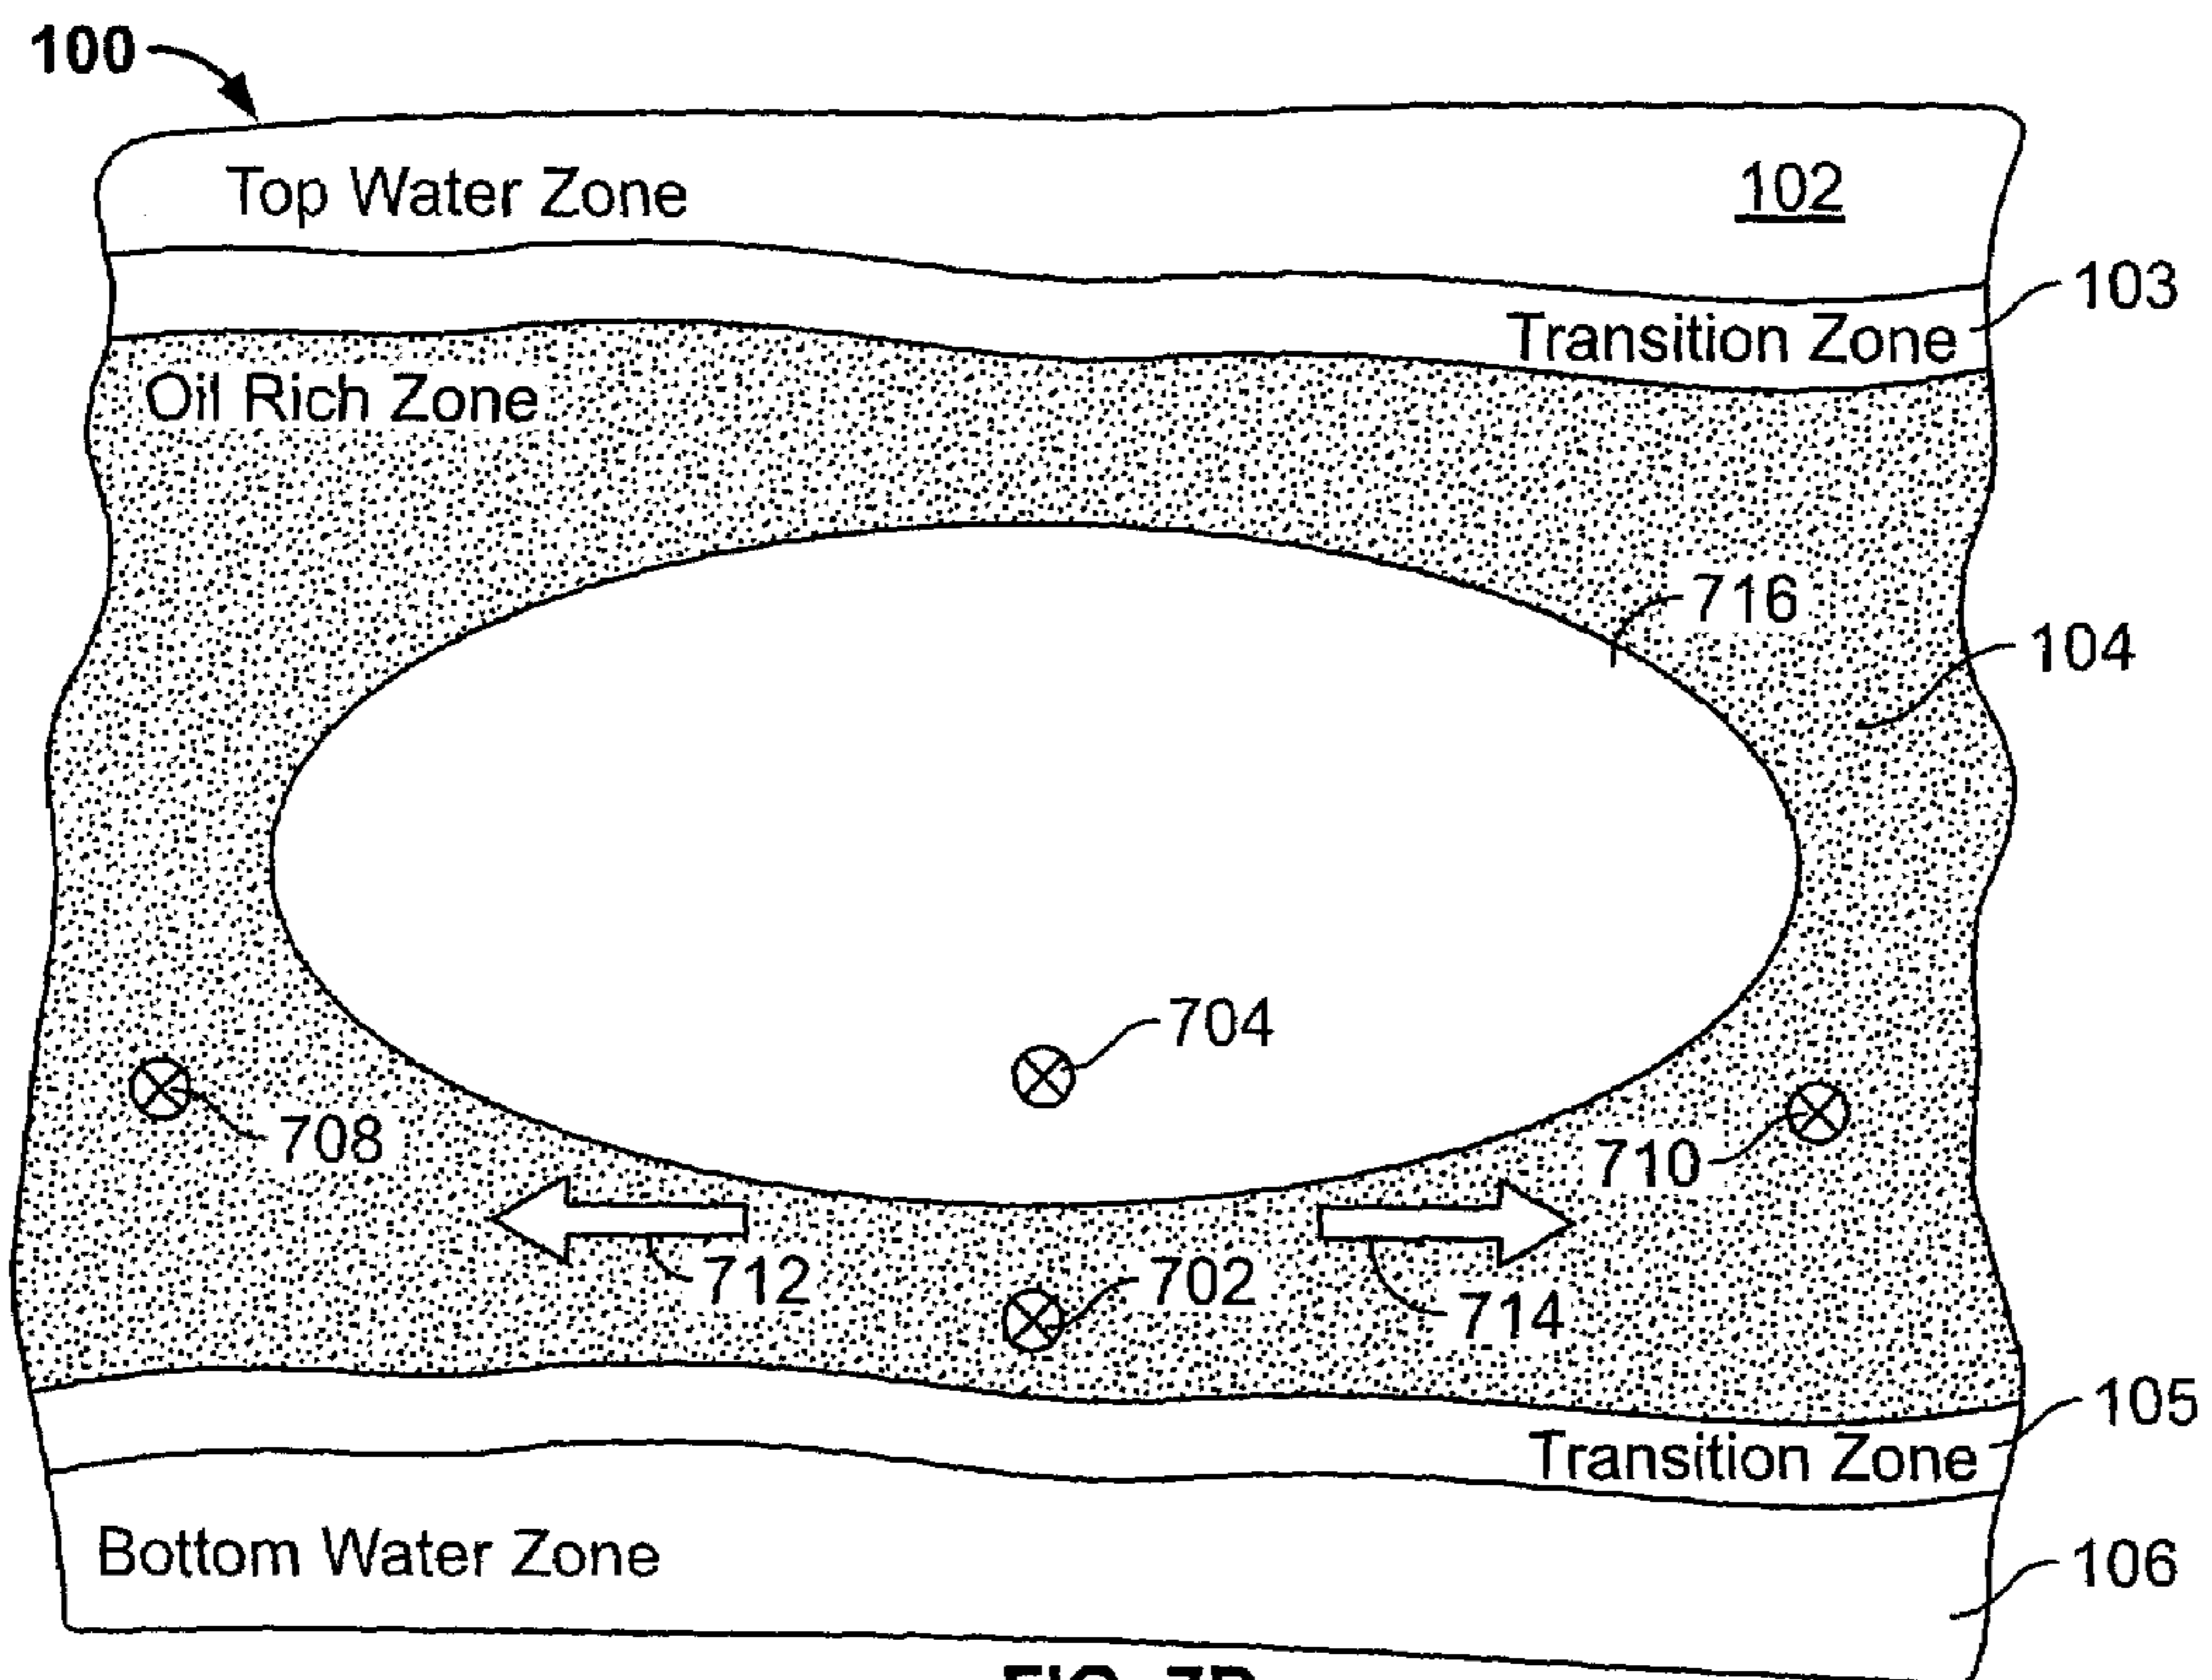 100
Top Water Zone 102
103
Transition Zone
Oil Rich Zone
716
104
704
708
710
712
702
714
105
Transition Zone
Bottom Water Zone
106